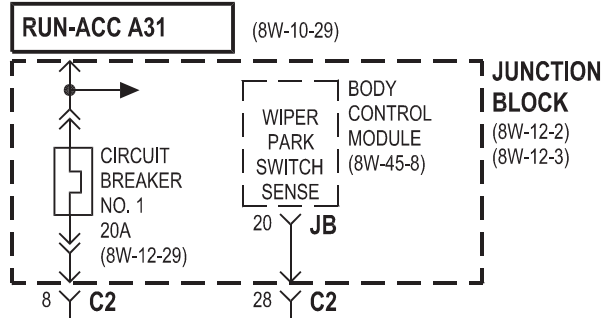 RUN-ACC A31
(8W-10-29)
JUNCTION
BLOCK
(8W-12-2)
(8W-12-3)
BODY
CONTROL
MODULE
(8W-45-8)
WIPER
PARK
SWITCH
SENSE
CIRCUIT
BREAKER
NO. 1
20A
(8W-12-29)
20 JB
8 C2
28 C2